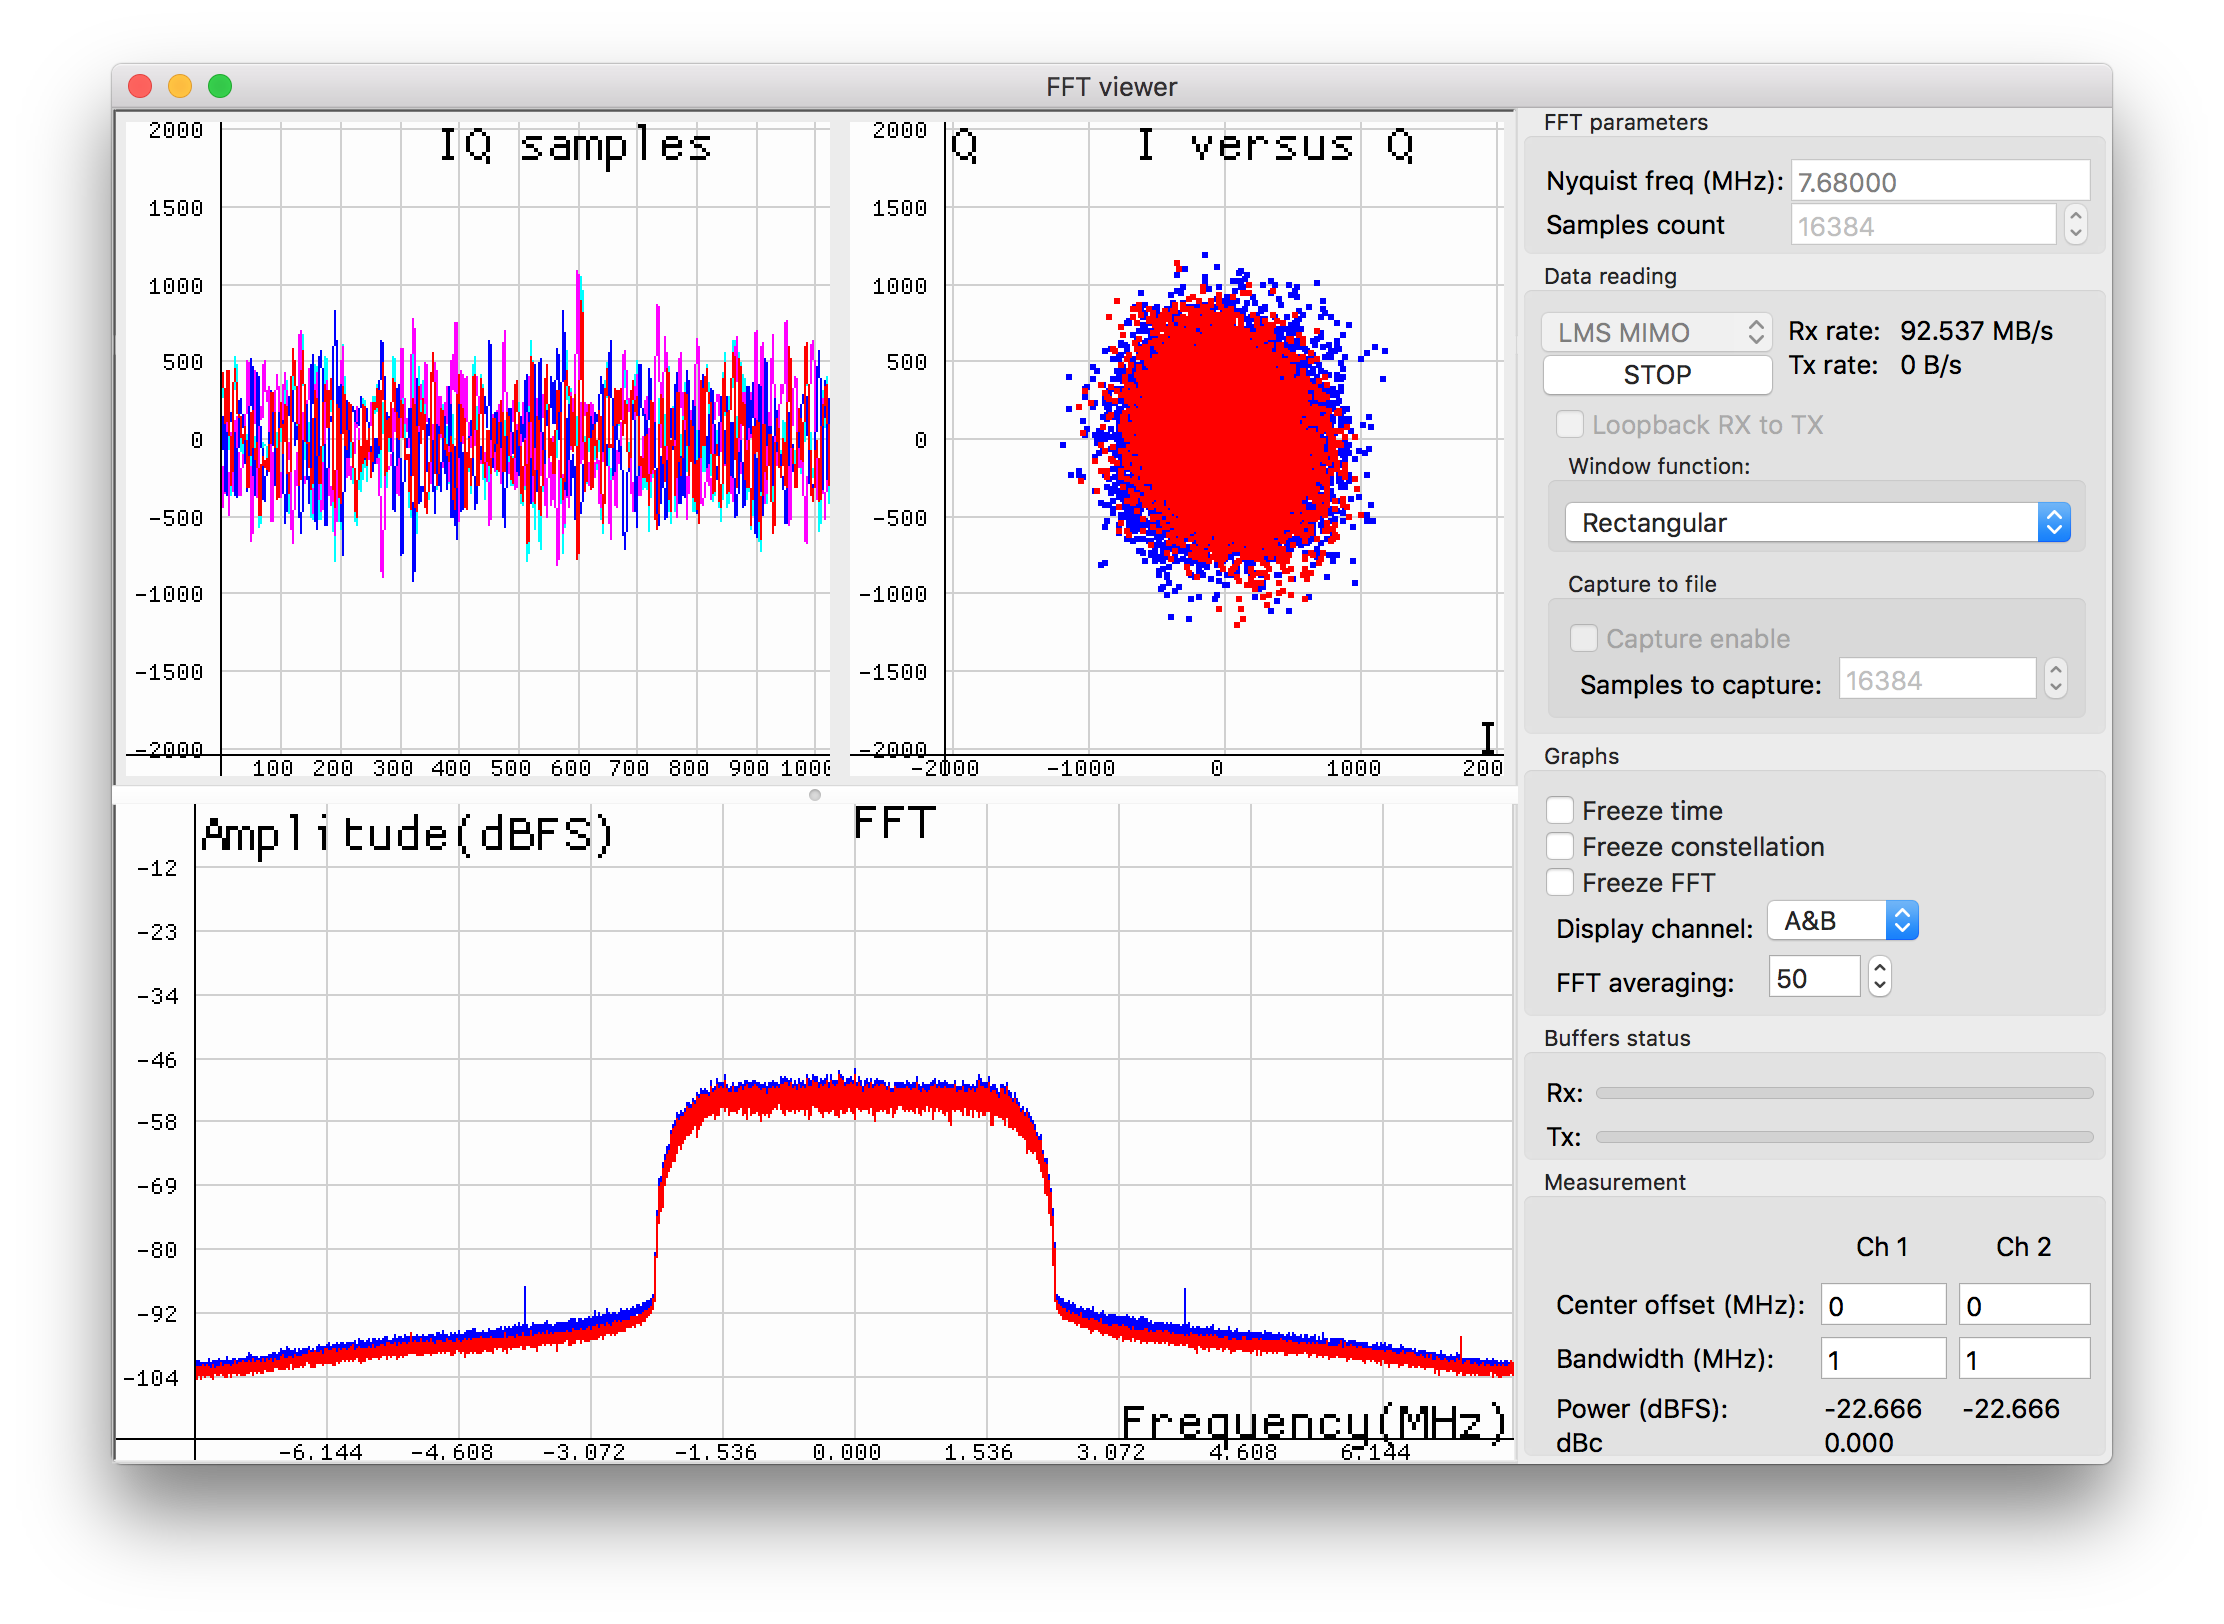 FFT viewer
IQ samples
2000
1500
1000
500
0
-500
-1000
-1500
-2000
100 200 300 400 500 600 700 800 900 1000
Q I versus Q
2000
1500
1000
500
0
-500
-1000
-1500
-2000
I
-2000 -1000 0 1000 200
Amplitude(dBFS) FFT
-12
-23
-34
-46
-58
-69
-80
-92
-104
Frequency(MHz)
-6.144 -4.608 -3.072 -1.536 0.000 1.536 3.072 4.608 6.144
FFT parameters
Nyquist freq (MHz): 7.68000
Samples count 16384
Data reading
LMS MIMO Rx rate: 92.537 MB/s
STOP Tx rate: 0 B/s
Loopback RX to TX
Window function:
Rectangular
Capture to file
Capture enable
Samples to capture: 16384
Graphs
Freeze time
Freeze constellation
Freeze FFT
Display channel: A&B
FFT averaging: 50
Buffers status
Rx:
Tx:
Measurement
Ch 1 Ch 2
Center offset (MHz): 0 0
Bandwidth (MHz): 1 1
Power (dBFS): -22.666 -22.666
dBc 0.000